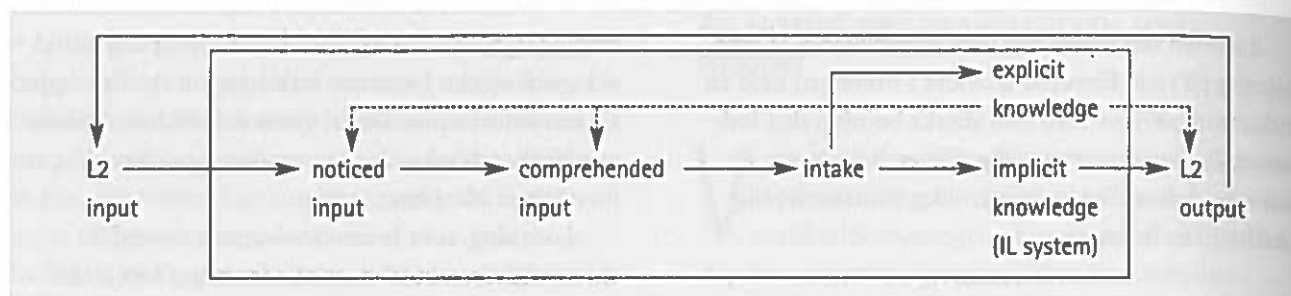 explicit
knowledge
L2 noticed comprehended intake implicit L2
input input input knowledge output
(IL system)